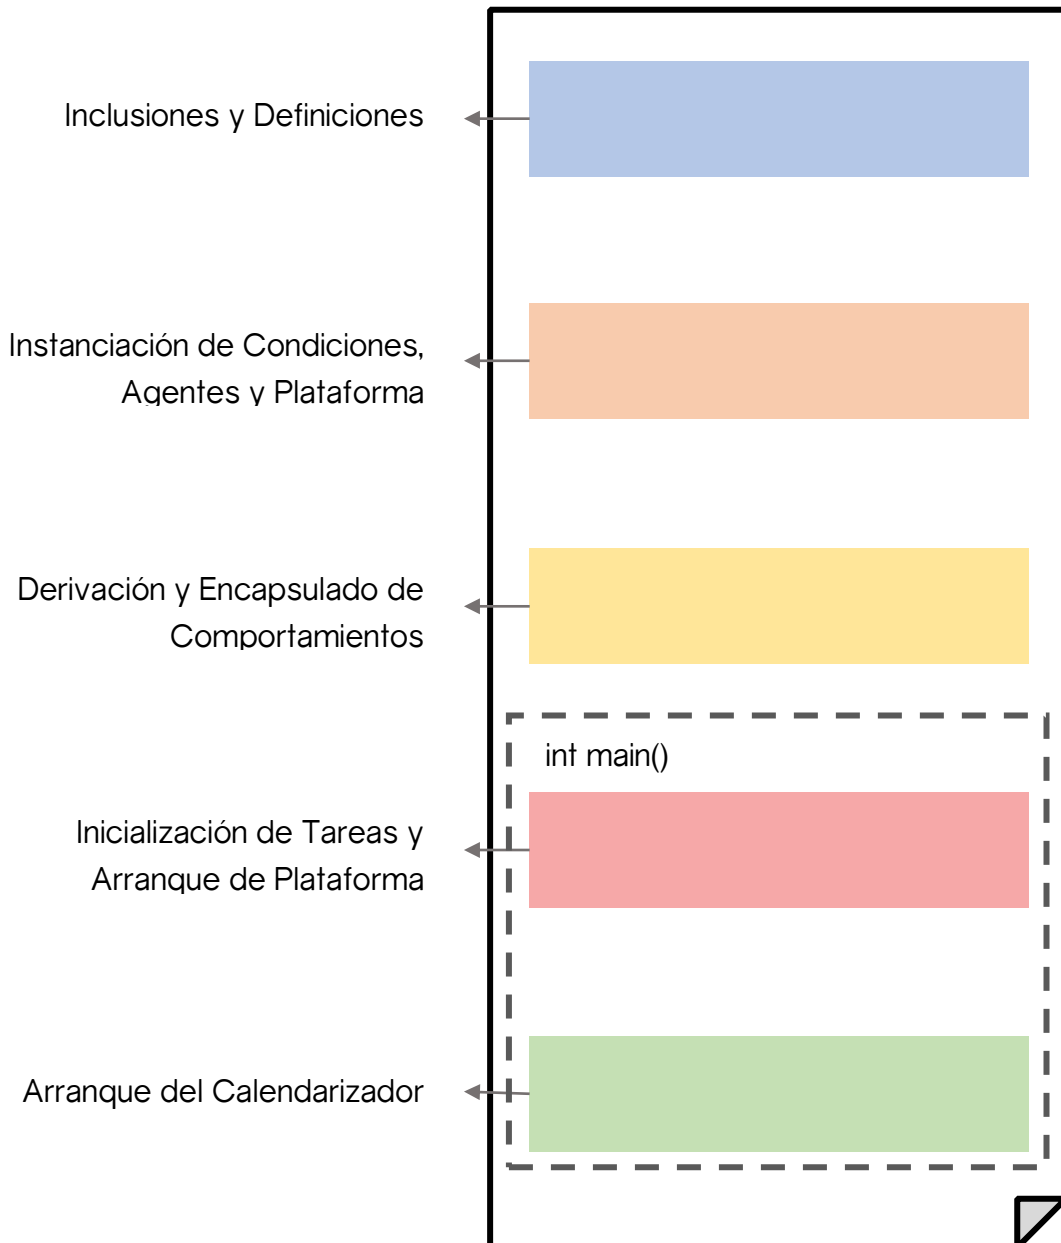 Inclusiones y Definiciones
Instanciación de Condiciones,
Agentes y Plataforma
Derivación y Encapsulado de
Comportamientos
int main()
Inicialización de Tareas y
Arranque de Plataforma
Arranque del Calendarizador